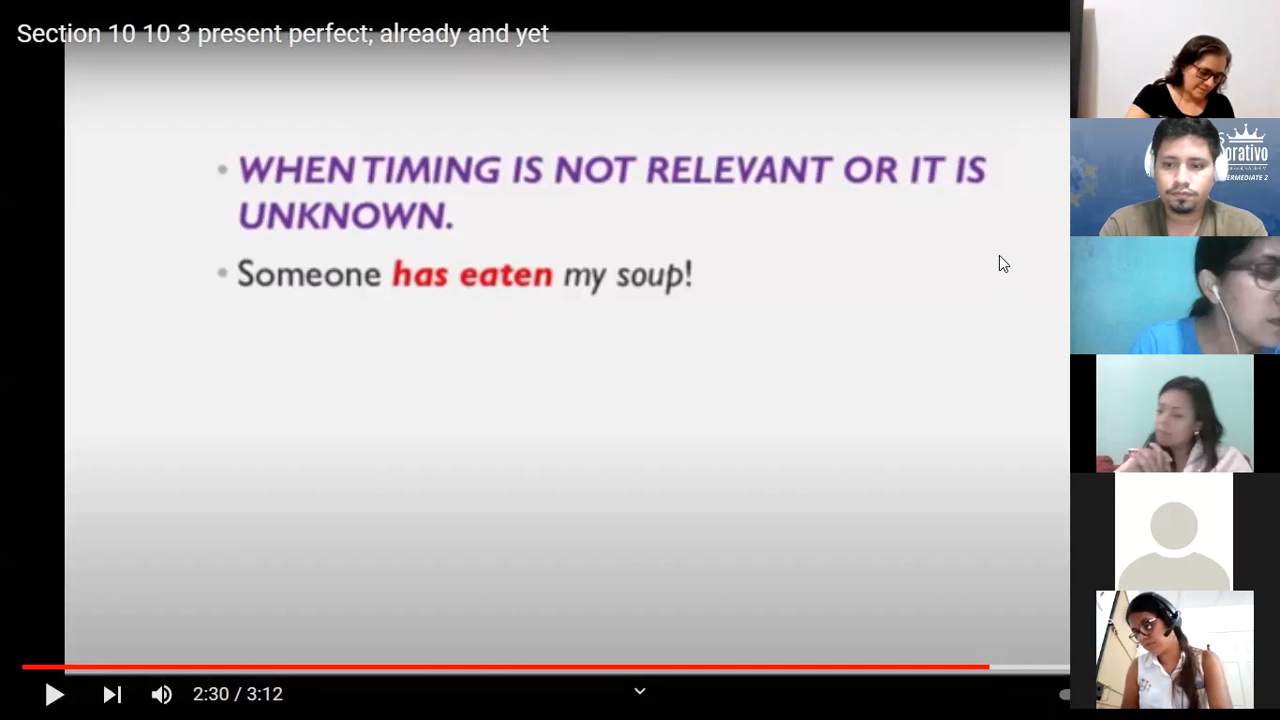 Section 10 10 3 present perfect; already and yet
• WHEN TIMING IS NOT RELEVANT OR IT IS
UNKNOWN.
• Someone has eaten my soup!
2:30 / 3:12